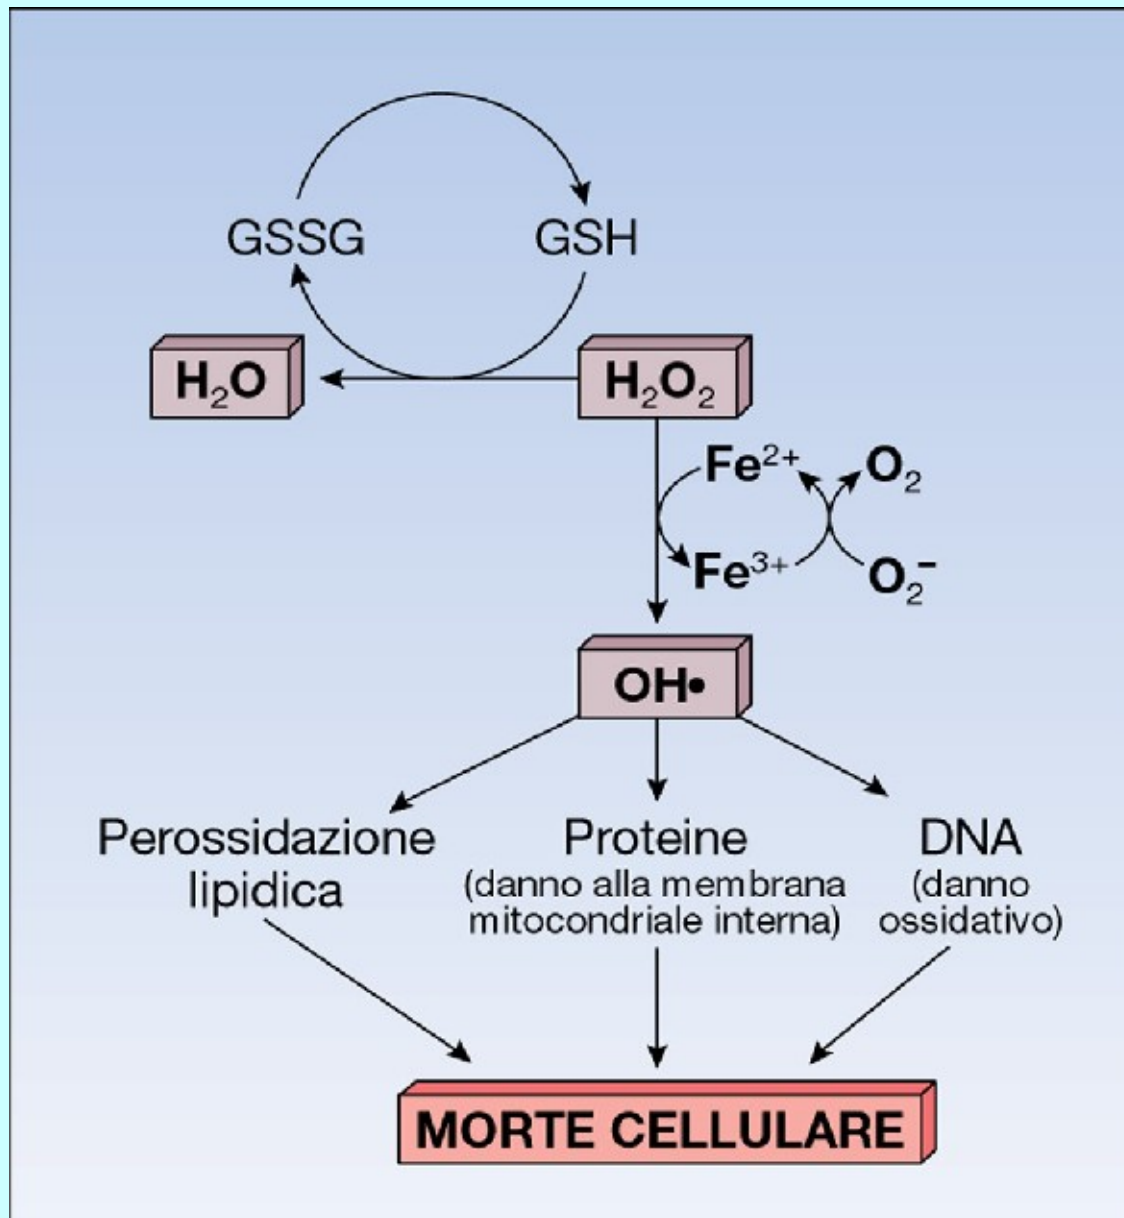 GSSG GSH
H₂O H₂O₂
Fe²⁺ O₂
Fe³⁺ O₂⁻
OH•
Perossidazione
lipidica
Proteine
(danno alla membrana
mitocondriale interna)
DNA
(danno
ossidativo)
MORTE CELLULARE